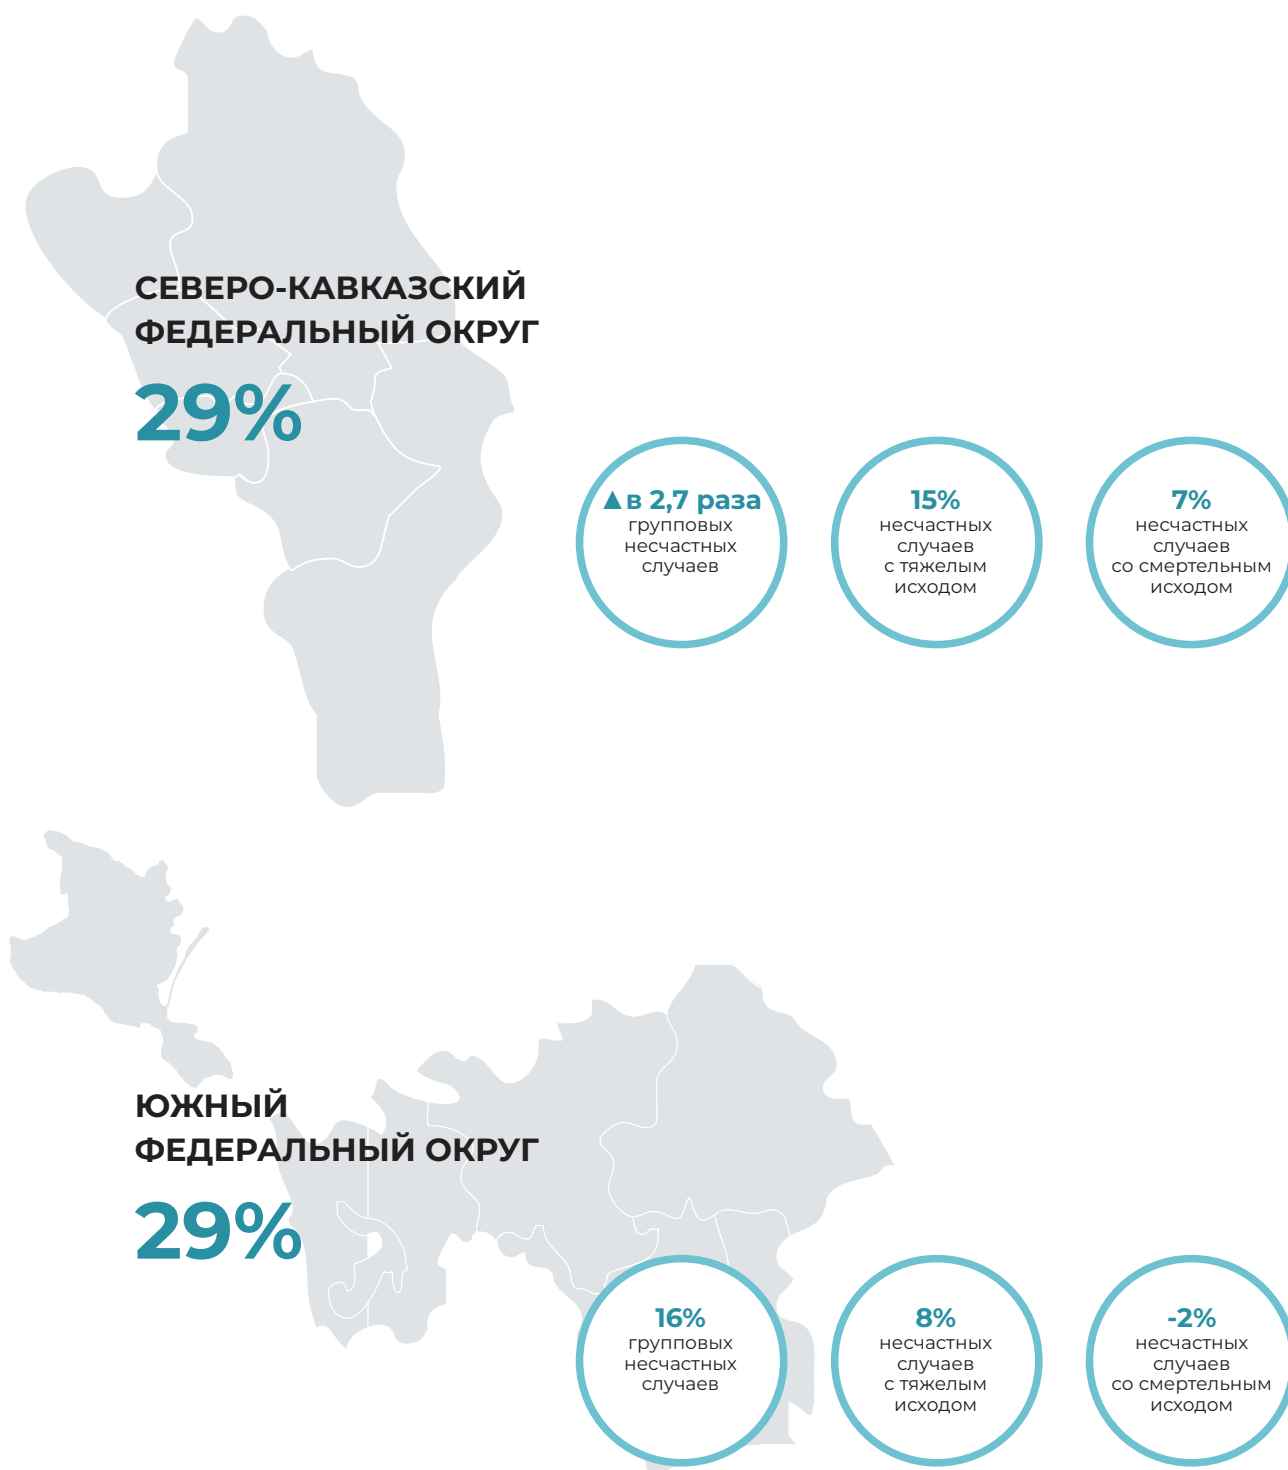 СЕВЕРО-КАВКАЗСКИЙ
ФЕДЕРАЛЬНЫЙ ОКРУГ
29%
▲в 2,7 раза
групповых
несчастных
случаев
15%
несчастных
случаев
с тяжелым
исходом
7%
несчастных
случаев
со смертельным
исходом
ЮЖНЫЙ
ФЕДЕРАЛЬНЫЙ ОКРУГ
29%
16%
групповых
несчастных
случаев
8%
несчастных
случаев
с тяжелым
исходом
-2%
несчастных
случаев
со смертельным
исходом